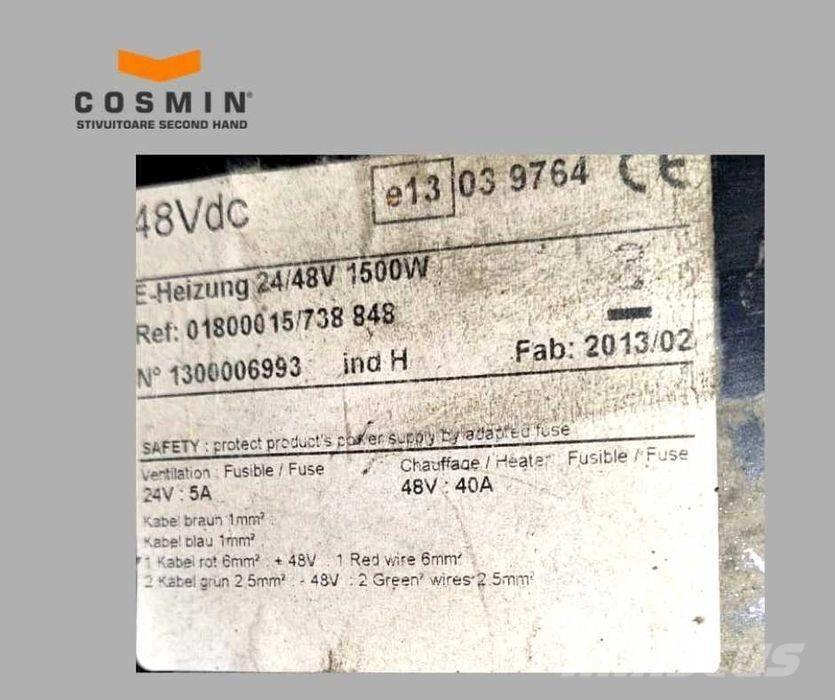 COSMIN®
STIVUITOARE SECOND HAND
48Vdc
e13 03 9764 CE
E-Heizung 24/48V 1500W
Ref: 01800015/738 848
N° 1300006993 ind H Fab: 2013/02
SAFETY : protect product's power supply by adapted fuse
Ventilation : Fusible / Fuse
24V : 5A
Chauffage / Heater Fusible / Fuse
48V : 40A
Kabel braun 1mm² :
Kabel blau 1mm²
1 Kabel rot 6mm² + 48V 1 Red wire 6mm²
2 Kabel grün 2.5mm² - 48V : 2 Green wires 2.5mm²